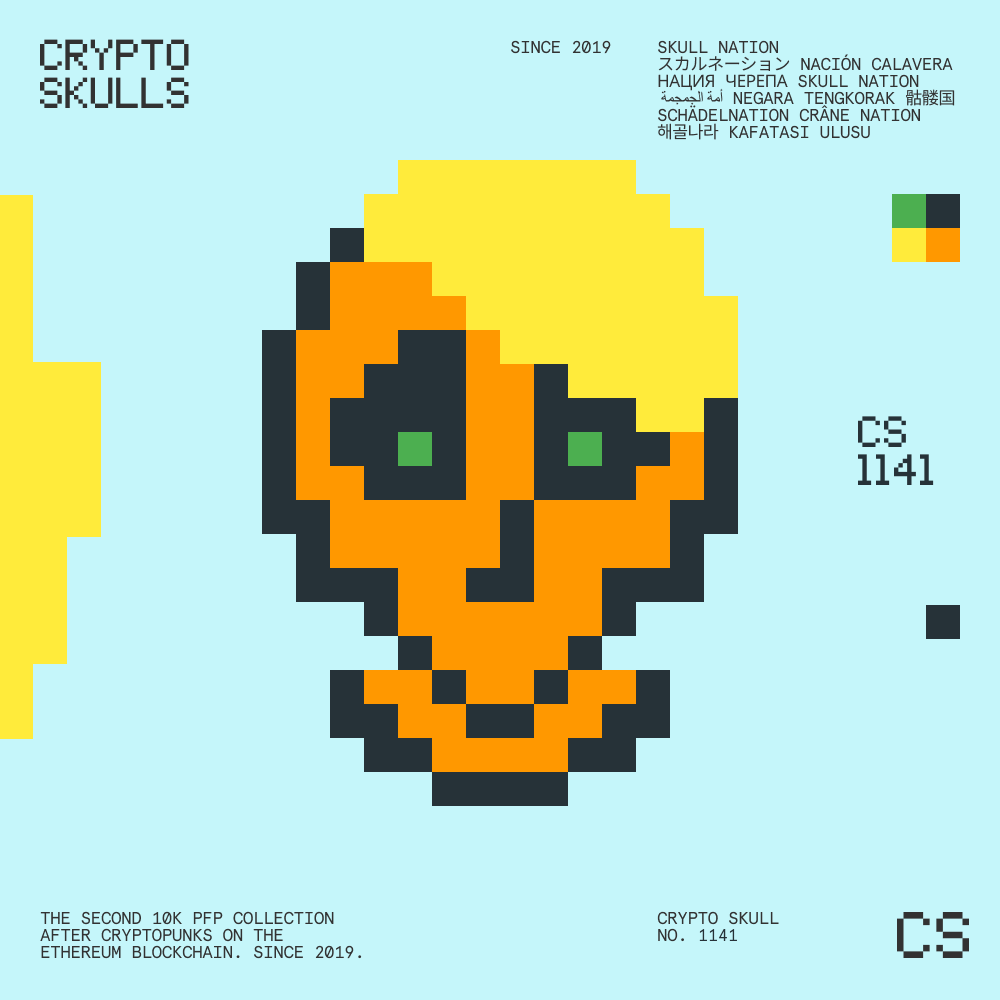 CRYPTO
SKULLS
SINCE 2019
SKULL NATION
スカルネーション NACIÓN CALAVERA
НАЦИЯ ЧЕРЕПА SKULL NATION
أمة الجمجمة NEGARA TENGKORAK 骷髅国
SCHÄDELNATION CRÂNE NATION
해골나라 KAFATASI ULUSU
CS
1141
THE SECOND 10K PFP COLLECTION
AFTER CRYPTOPUNKS ON THE
ETHEREUM BLOCKCHAIN. SINCE 2019.
CRYPTO SKULL
NO. 1141
CS